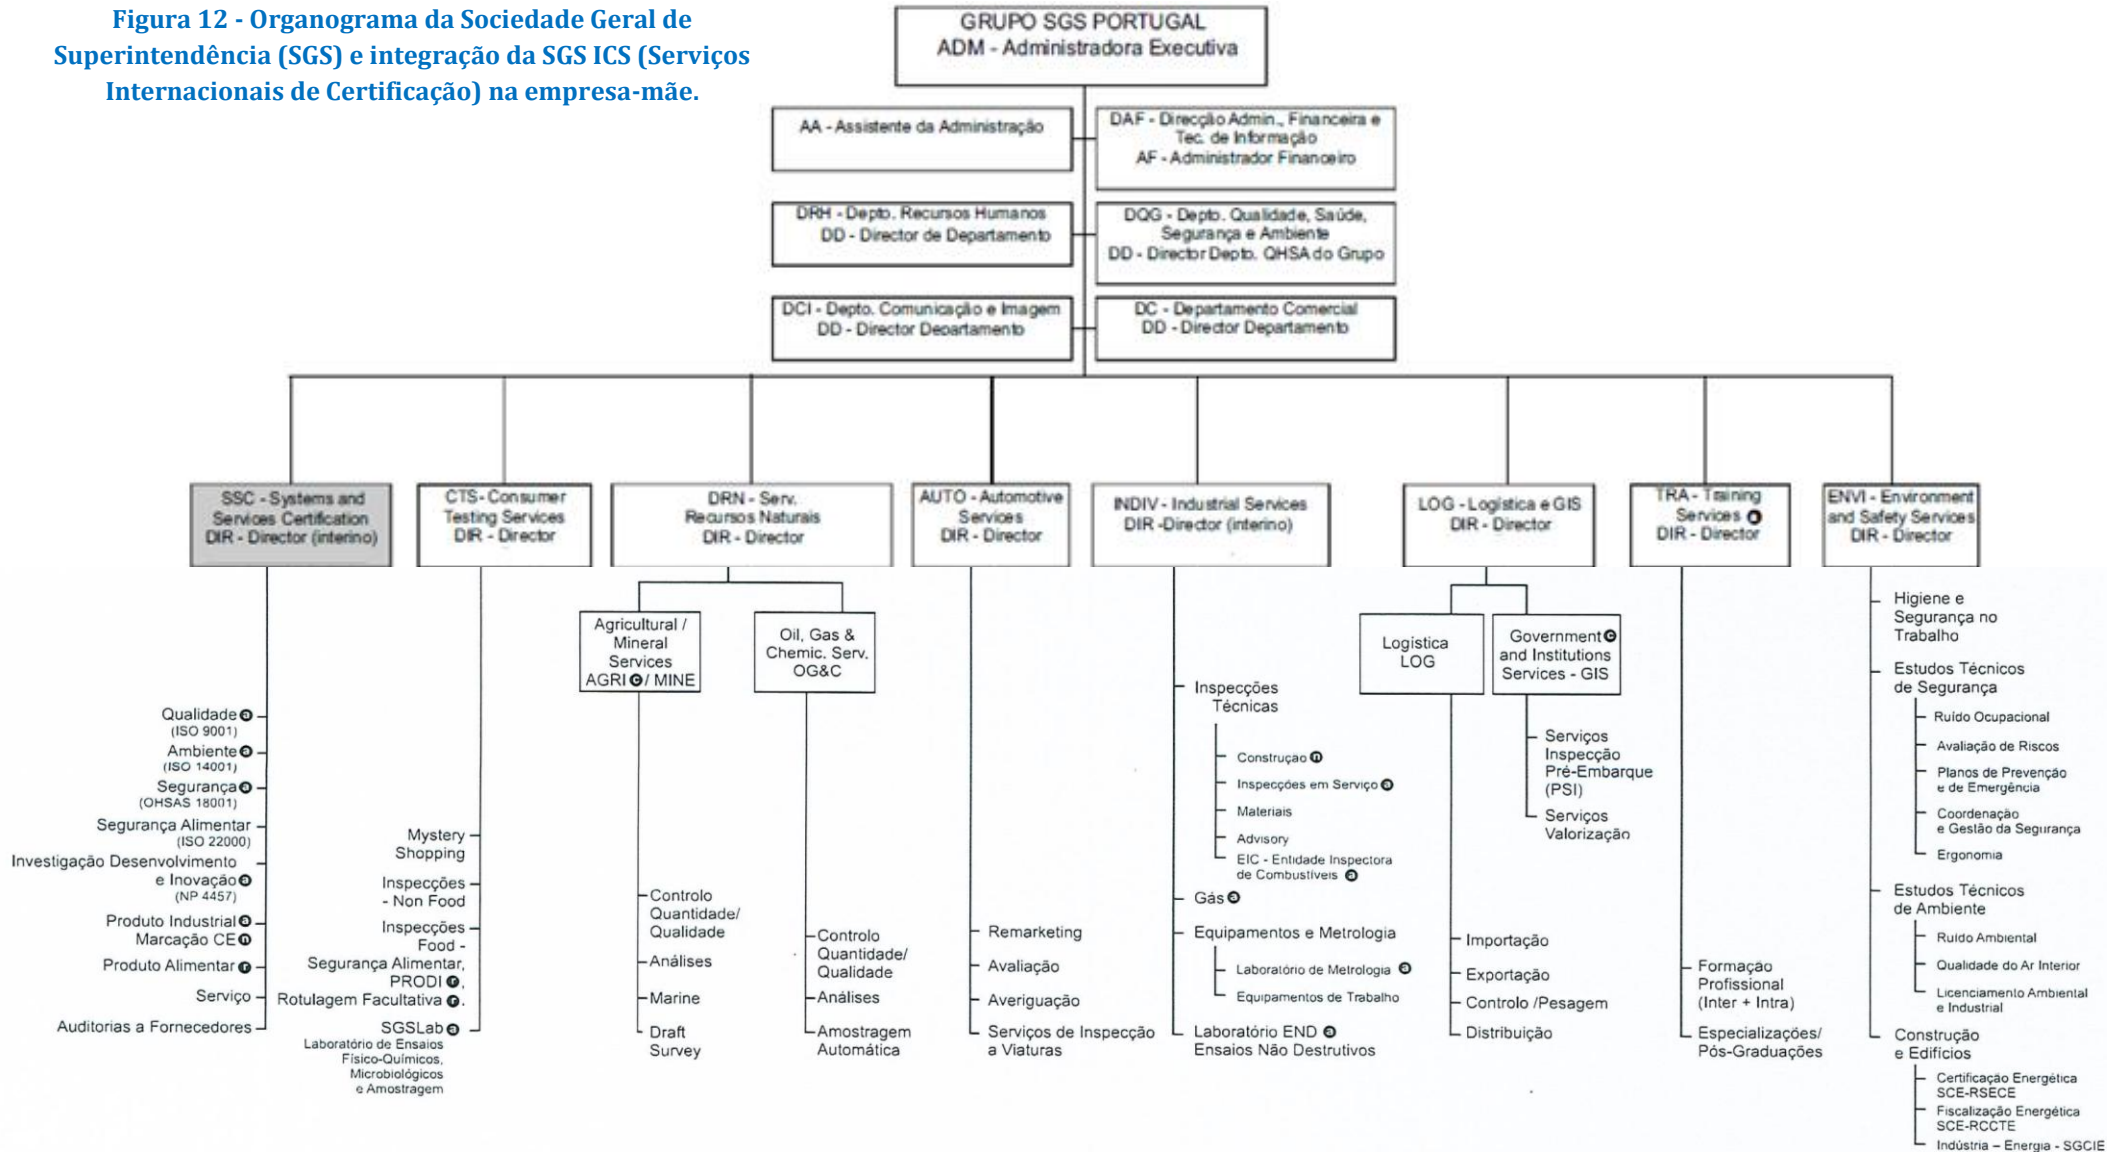 Figura 12 - Organograma da Sociedade Geral de
Superintendência (SGS) e integração da SGS ICS (Serviços
Internacionais de Certificação) na empresa-mãe.
GRUPO SGS PORTUGAL
ADM - Administradora Executiva
AA - Assistente da Administração
DAF - Direcção Admin., Financeira e
Tec. de Informação
AF - Administrador Financeiro
DRH - Depto. Recursos Humanos
DD - Director de Departamento
DQG - Depto. Qualidade, Saúde,
Segurança e Ambiente
DD - Director Depto. QHSA do Grupo
DCI - Depto. Comunicação e Imagem
DD - Director Departamento
DC - Departamento Comercial
DD - Director Departamento
SSC - Systems and
Services Certification
DIR - Director (interino)
Qualidade a
(ISO 9001)
Ambiente a
(ISO 14001)
Segurança a
(OHSAS 18001)
Segurança Alimentar
(ISO 22000)
Investigação Desenvolvimento
e Inovação a
(NP 4457)
Produto Industrial a
Marcação CE n
Produto Alimentar r
Serviço
Auditorias a Fornecedores
CTS- Consumer
Testing Services
DIR - Director
Mystery
Shopping
Inspecções
- Non Food
Inspecções
Food -
Segurança Alimentar,
PRODI r,
Rotulagem Facultativa r.
SGSLab a
Laboratório de Ensaios
Físico-Químicos,
Microbiológicos
e Amostragem
DRN - Serv.
Recursos Naturais
DIR - Director
Agricultural /
Mineral
Services
AGRI c / MINE
Controlo
Quantidade/
Qualidade
Análises
Marine
Draft
Survey
Oil, Gas &
Chemic. Serv.
OG&C
Controlo
Quantidade/
Qualidade
Análises
Amostragem
Automática
AUTO - Automotive
Services
DIR - Director
Remarketing
Avaliação
Averiguação
Serviços de Inspecção
a Viaturas
INDIV - Industrial Services
DIR -Director (interino)
Inspecções
Técnicas
Construçao n
Inspecções em Serviço a
Materiais
Advisory
EIC - Entidade Inspectora
de Combustíveis a
Gás a
Equipamentos e Metrologia
Laboratório de Metrologia a
Equipamentos de Trabalho
Laboratório END a
Ensaios Não Destrutivos
LOG - Logística e GIS
DIR - Director
Logística
LOG
Importação
Exportação
Controlo /Pesagem
Distribuição
Government c
and Institutions
Services - GIS
Serviços
Inspecção
Pré-Embarque
(PSI)
Serviços
Valorização
TRA - Training
Services
DIR - Director
Formaçao
Profissional
(Inter + Intra)
Especializações/
Pós-Graduações
ENVI - Environment
and Safety Services
DIR - Director
Higiene e
Segurança no
Trabalho
Estudos Técnicos
de Segurança
Ruído Ocupacional
Avaliação de Riscos
Planos de Prevenção
e de Emergência
Coordenação
e Gestão da Segurança
Ergonomia
Estudos Técnicos
de Ambiente
Ruído Ambiental
Qualidade do Ar Interior
Licenciamento Ambiental
e Industrial
Construção
e Edifícios
Certificação Energética
SCE-RSECE
Fiscalização Energética
SCE-RCCTE
Indústria – Energia - SGCIE